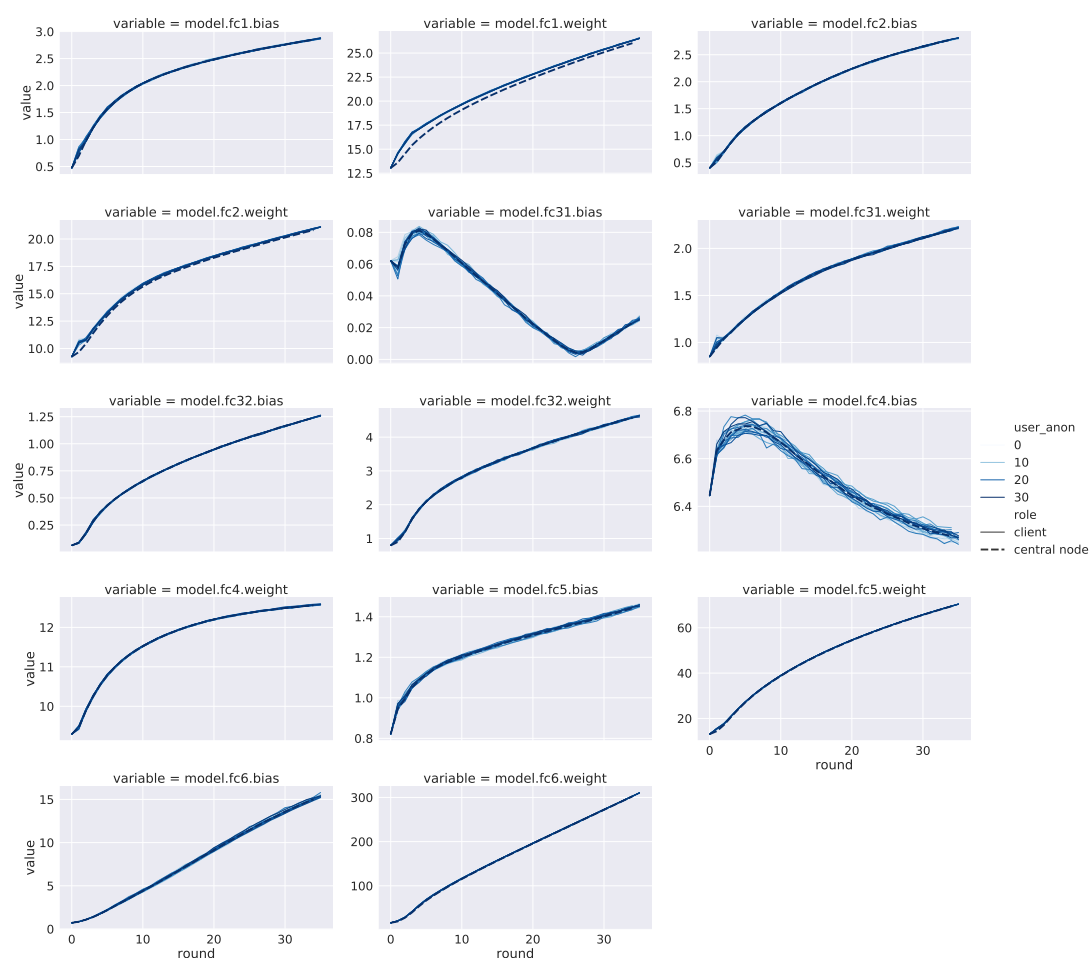 variable = model.fc1.bias
variable = model.fc1.weight
variable = model.fc2.bias
3.0
2.5
2.0
1.5
1.0
0.5
value
25.0
22.5
20.0
17.5
15.0
12.5
2.5
2.0
1.5
1.0
0.5
variable = model.fc2.weight
variable = model.fc31.bias
variable = model.fc31.weight
20.0
17.5
15.0
12.5
10.0
value
0.08
0.06
0.04
0.02
0.00
2.0
1.5
1.0
variable = model.fc32.bias
variable = model.fc32.weight
variable = model.fc4.bias
1.25
1.00
0.75
0.50
0.25
value
4
3
2
1
6.8
6.6
6.4
user_anon
0
10
20
30
role
client
central node
variable = model.fc4.weight
variable = model.fc5.bias
variable = model.fc5.weight
12
11
10
value
1.4
1.2
1.0
0.8
60
40
20
0 10 20 30
round
variable = model.fc6.bias
variable = model.fc6.weight
15
10
5
0
value
300
200
100
0 10 20 30
round
0 10 20 30
round